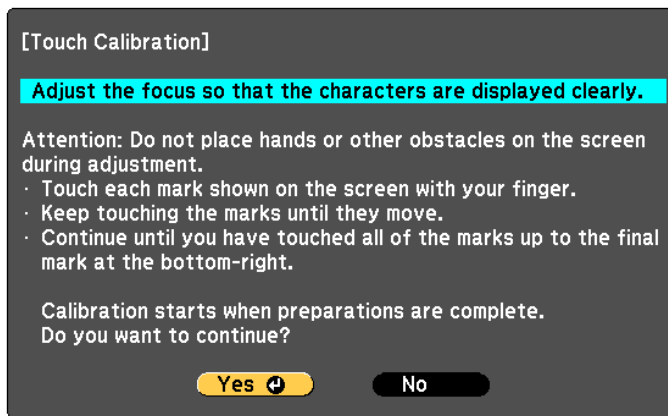 [Touch Calibration]
Adjust the focus so that the characters are displayed clearly.
Attention: Do not place hands or other obstacles on the screen
during adjustment.
· Touch each mark shown on the screen with your finger.
· Keep touching the marks until they move.
· Continue until you have touched all of the marks up to the final
mark at the bottom-right.
Calibration starts when preparations are complete.
Do you want to continue?
Yes No